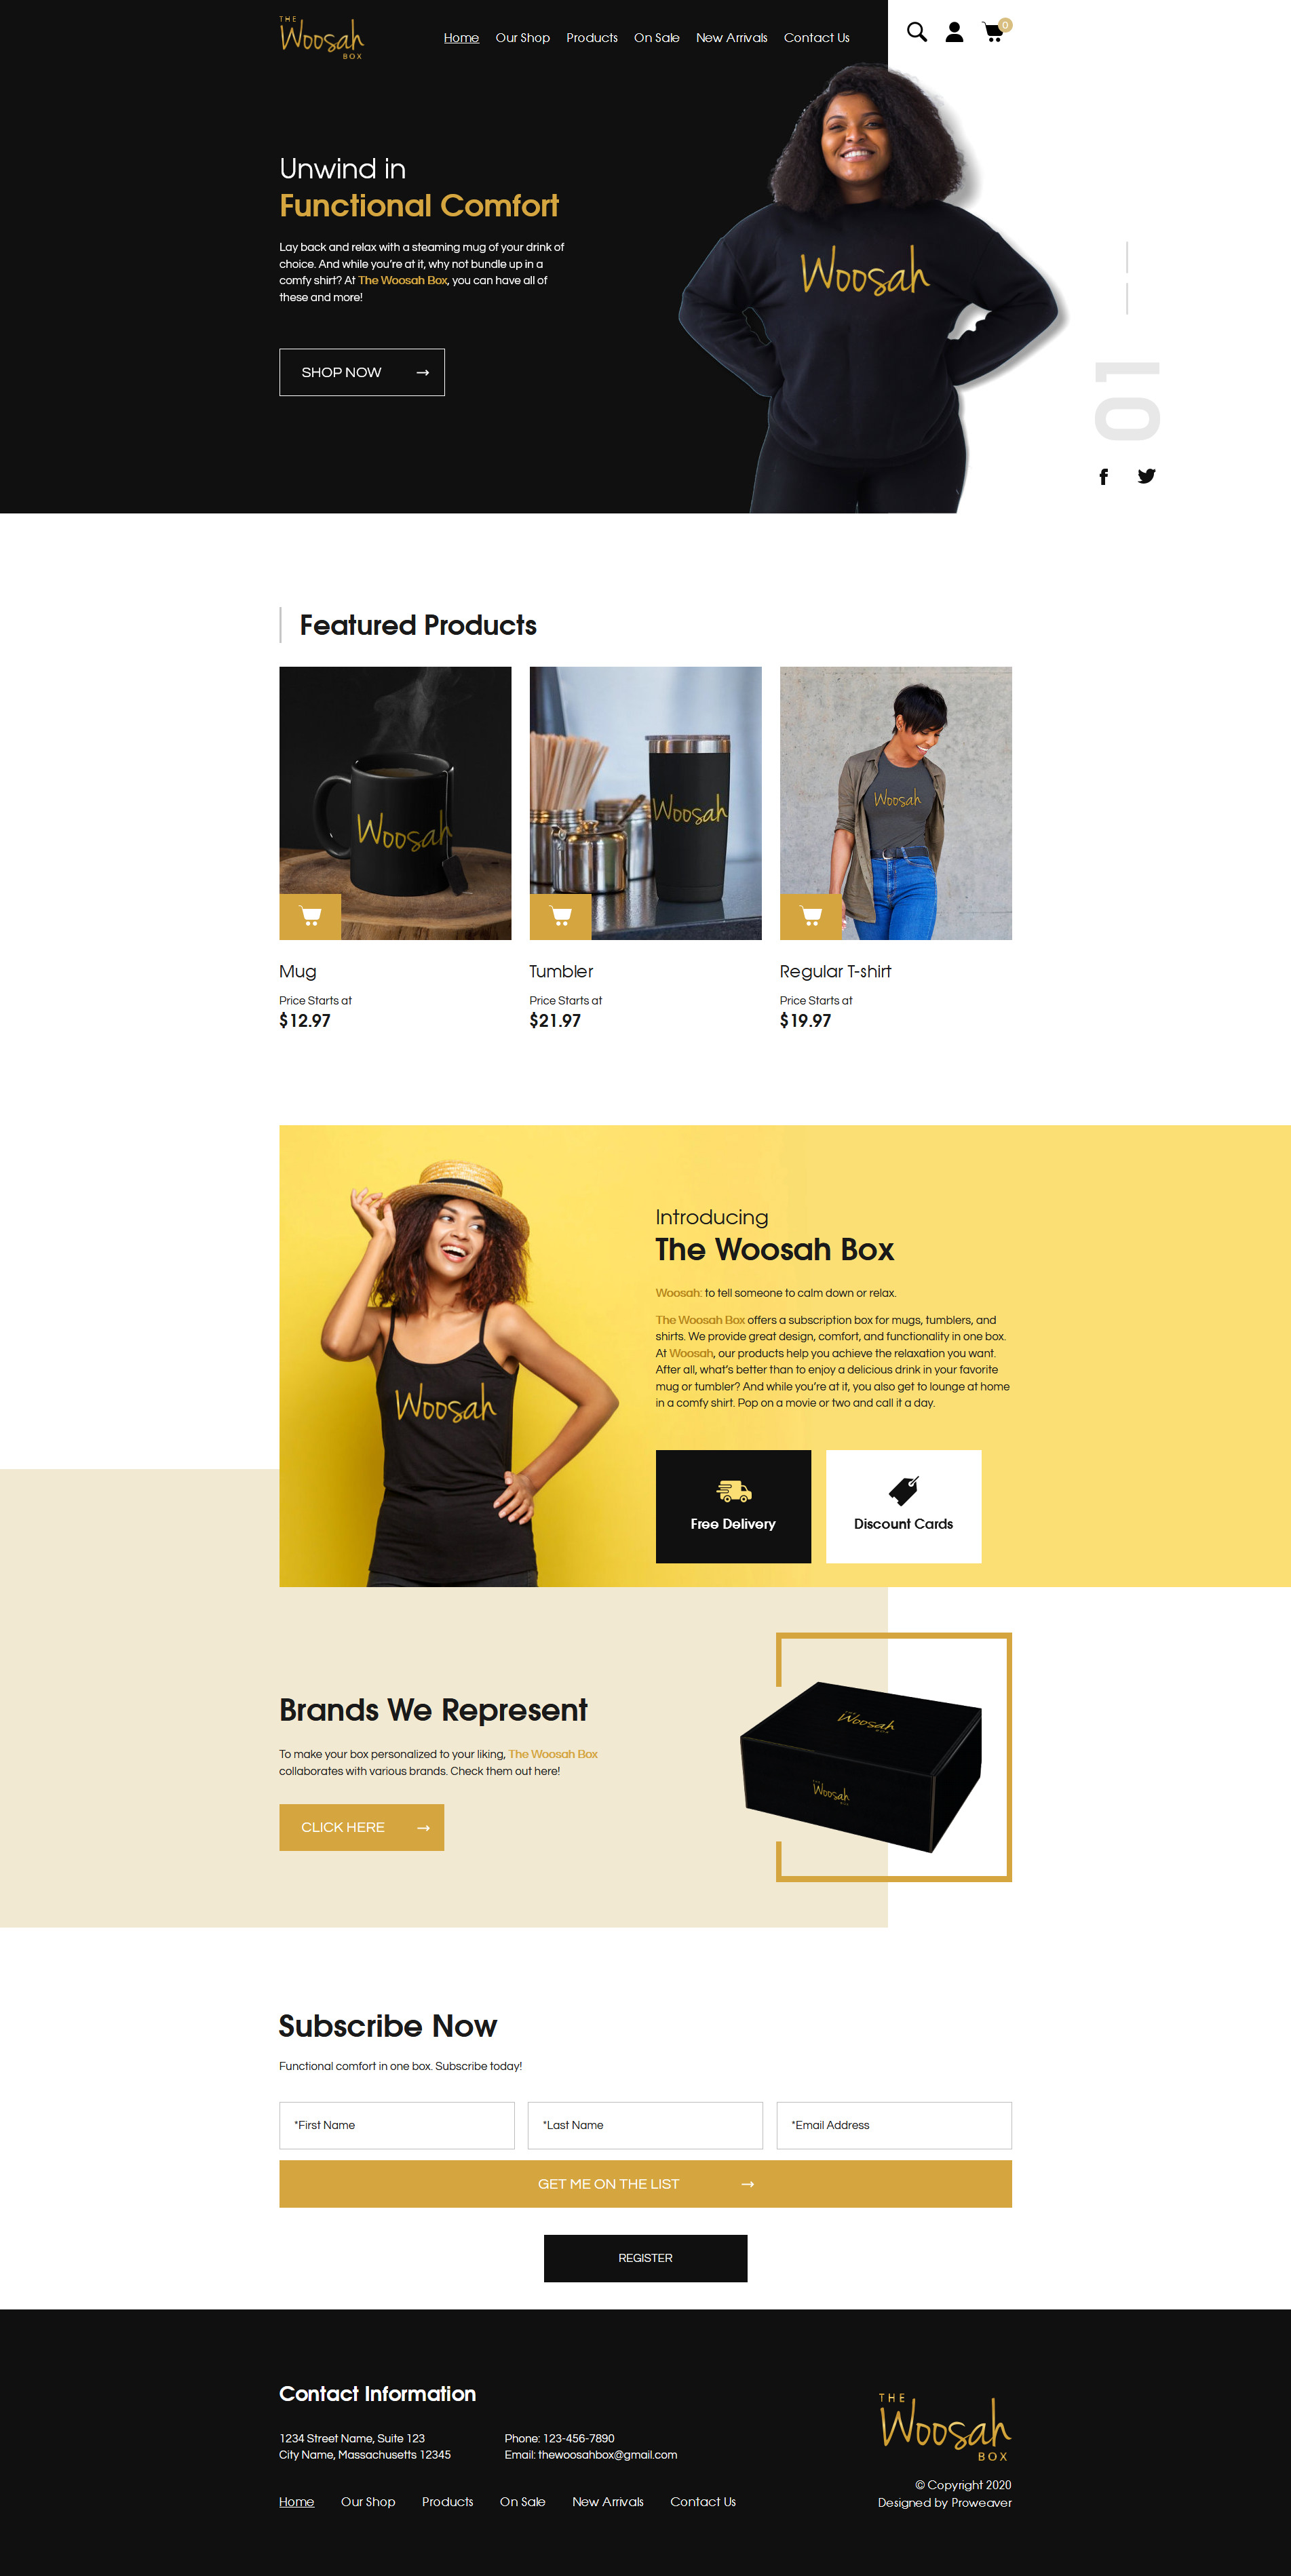 THE
Woosah
BOX
Home Our Shop Products On Sale New Arrivals Contact Us
0
Unwind in
Functional Comfort
Lay back and relax with a steaming mug of your drink of
choice. And while you're at it, why not bundle up in a
comfy shirt? At The Woosah Box, you can have all of
these and more!
SHOP NOW
Woosah
01
Featured Products
Woosah
Woosah
Woosah
Mug
Price Starts at
$12.97
Tumbler
Price Starts at
$21.97
Regular T-shirt
Price Starts at
$19.97
Woosah
Introducing
The Woosah Box
Woosah: to tell someone to calm down or relax.
The Woosah Box offers a subscription box for mugs, tumblers, and
shirts. We provide great design, comfort, and functionality in one box.
At Woosah, our products help you achieve the relaxation you want.
After all, what's better than to enjoy a delicious drink in your favorite
mug or tumbler? And while you're at it, you also get to lounge at home
in a comfy shirt. Pop on a movie or two and call it a day.
Free Delivery
Discount Cards
Brands We Represent
To make your box personalized to your liking, The Woosah Box
collaborates with various brands. Check them out here!
CLICK HERE
THE
Woosah
BOX
THE
Woosah
BOX
Subscribe Now
Functional comfort in one box. Subscribe today!
*First Name
*Last Name
*Email Address
GET ME ON THE LIST
REGISTER
Contact Information
1234 Street Name, Suite 123
City Name, Massachusetts 12345
Phone: 123-456-7890
Email: thewoosahbox@gmail.com
Home Our Shop Products On Sale New Arrivals Contact Us
THE
Woosah
BOX
© Copyright 2020
Designed by Proweaver